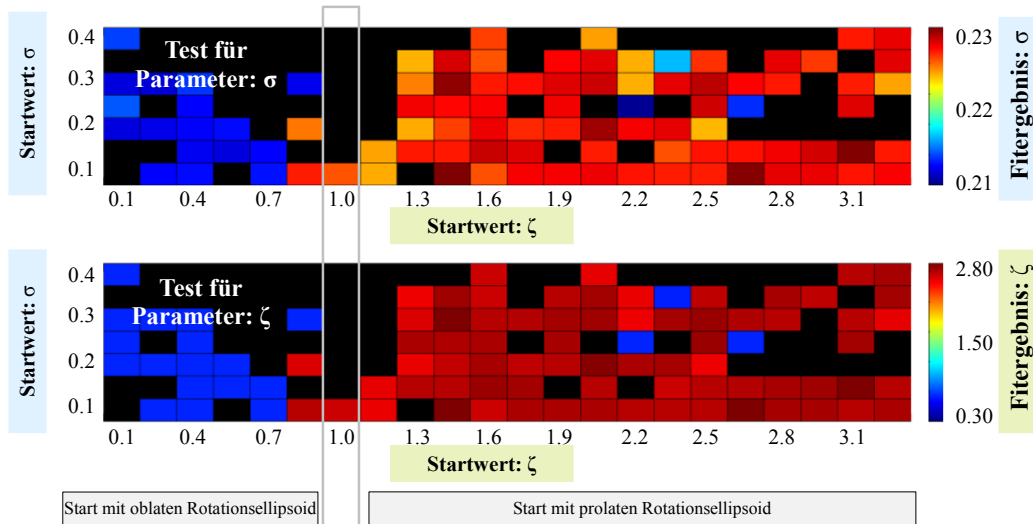 Startwert: σ
0.4
0.3
0.2
0.1
Test für
Parameter: σ
0.1 0.4 0.7 1.0 1.3 1.6 1.9 2.2 2.5 2.8 3.1
Startwert: ζ
0.23
0.22
0.21
Fitergebnis: σ
Startwert: σ
0.4
0.3
0.2
0.1
Test für
Parameter: ζ
0.1 0.4 0.7 1.0 1.3 1.6 1.9 2.2 2.5 2.8 3.1
Startwert: ζ
2.80
1.50
0.30
Fitergebnis: ζ
Start mit oblaten Rotationsellipsoid
Start mit prolaten Rotationsellipsoid